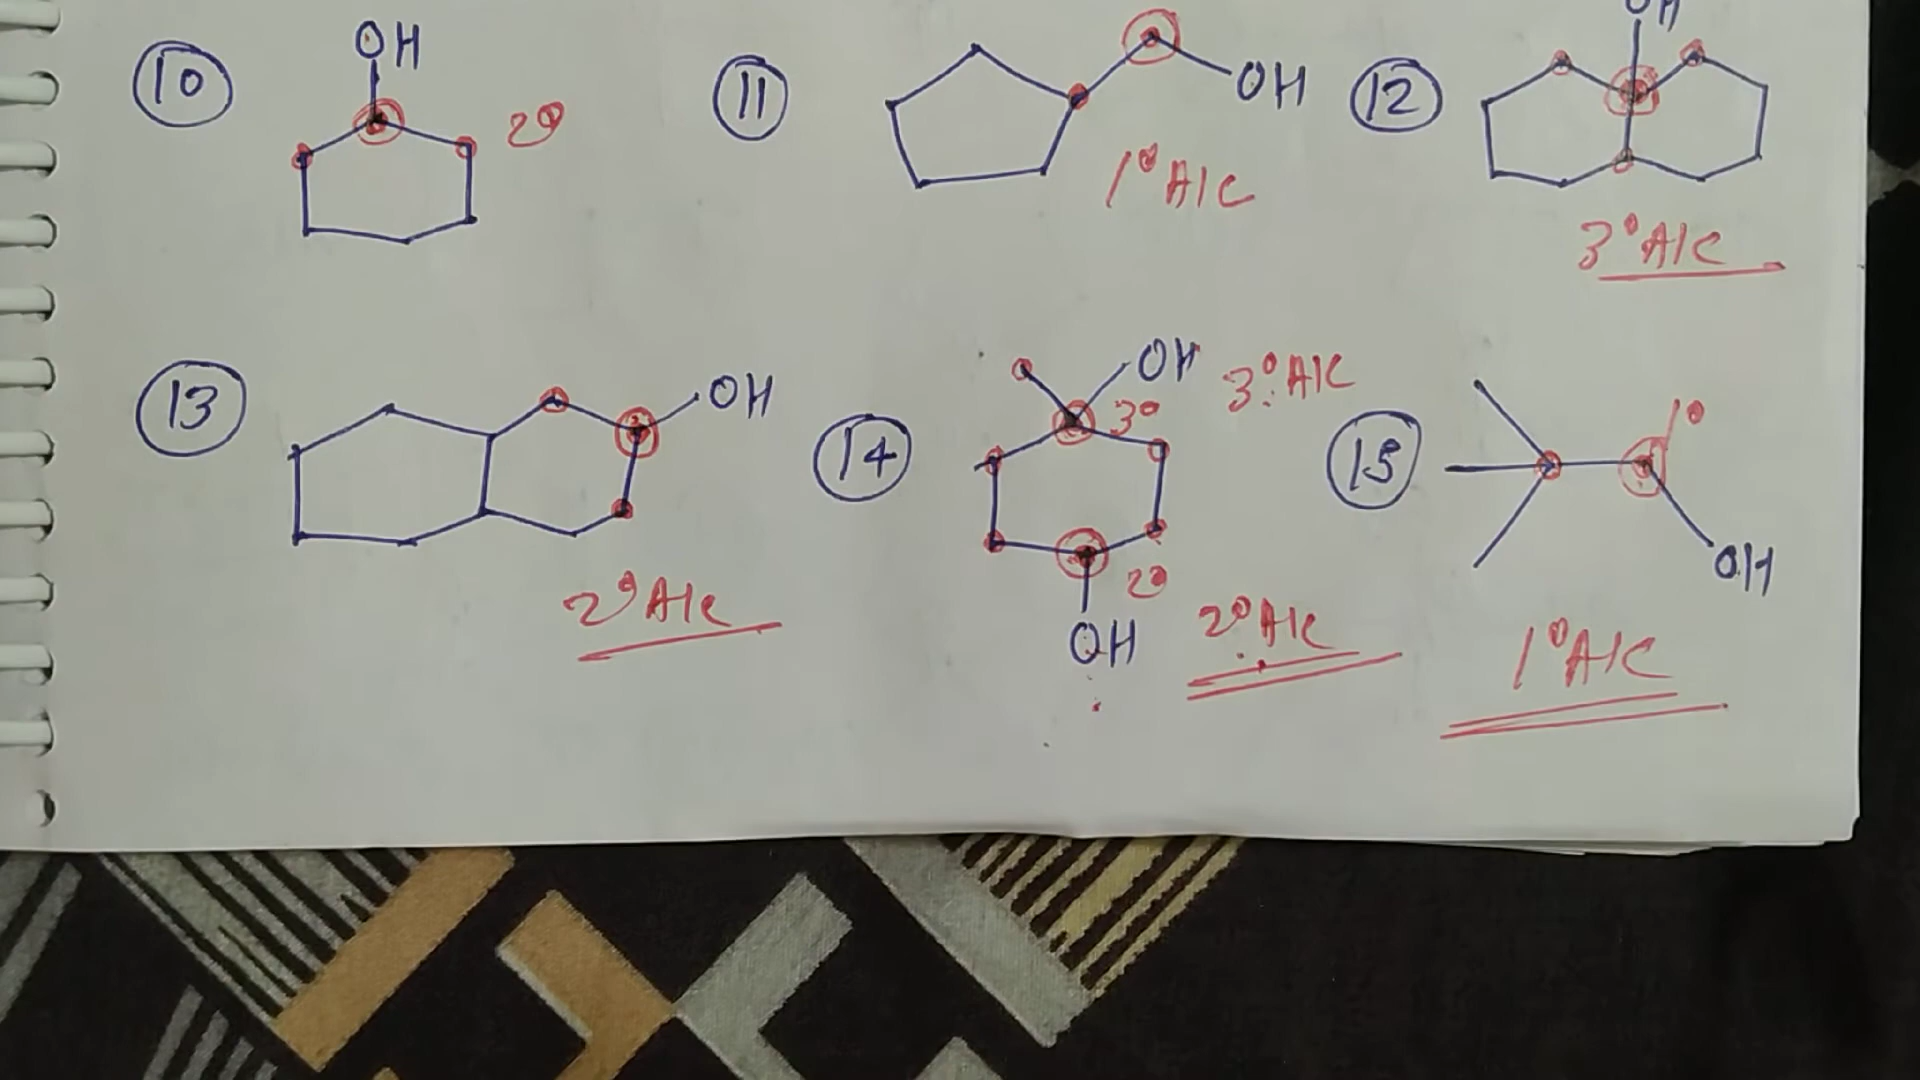 10 OH 2°
11 OH 1° Alc
12 OH 3° Alc
13 OH 2° Alc
14 OH 3° 3° Alc
2° OH 2° Alc
15 1° OH 1° Alc